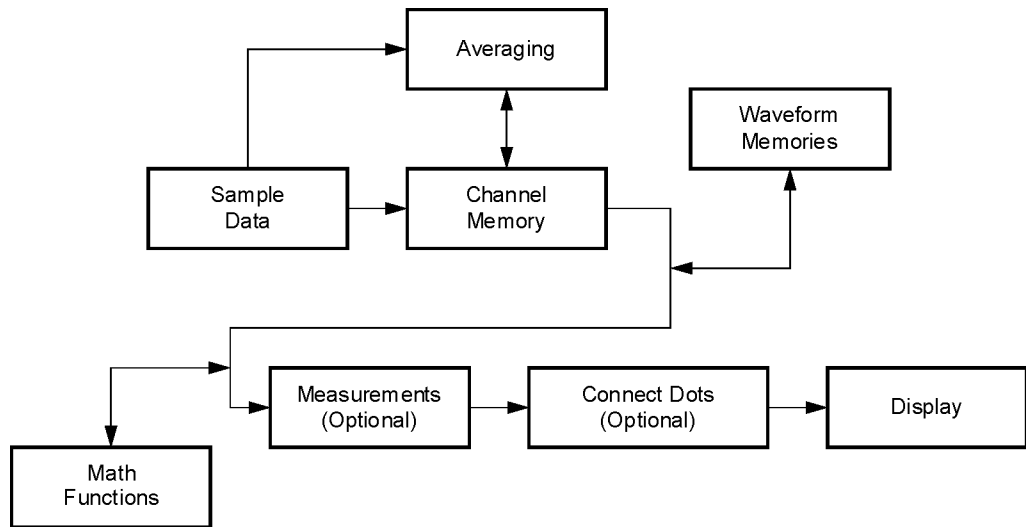 Averaging
Waveform
Memories
Sample
Data
Channel
Memory
Measurements
(Optional)
Connect Dots
(Optional)
Display
Math
Functions